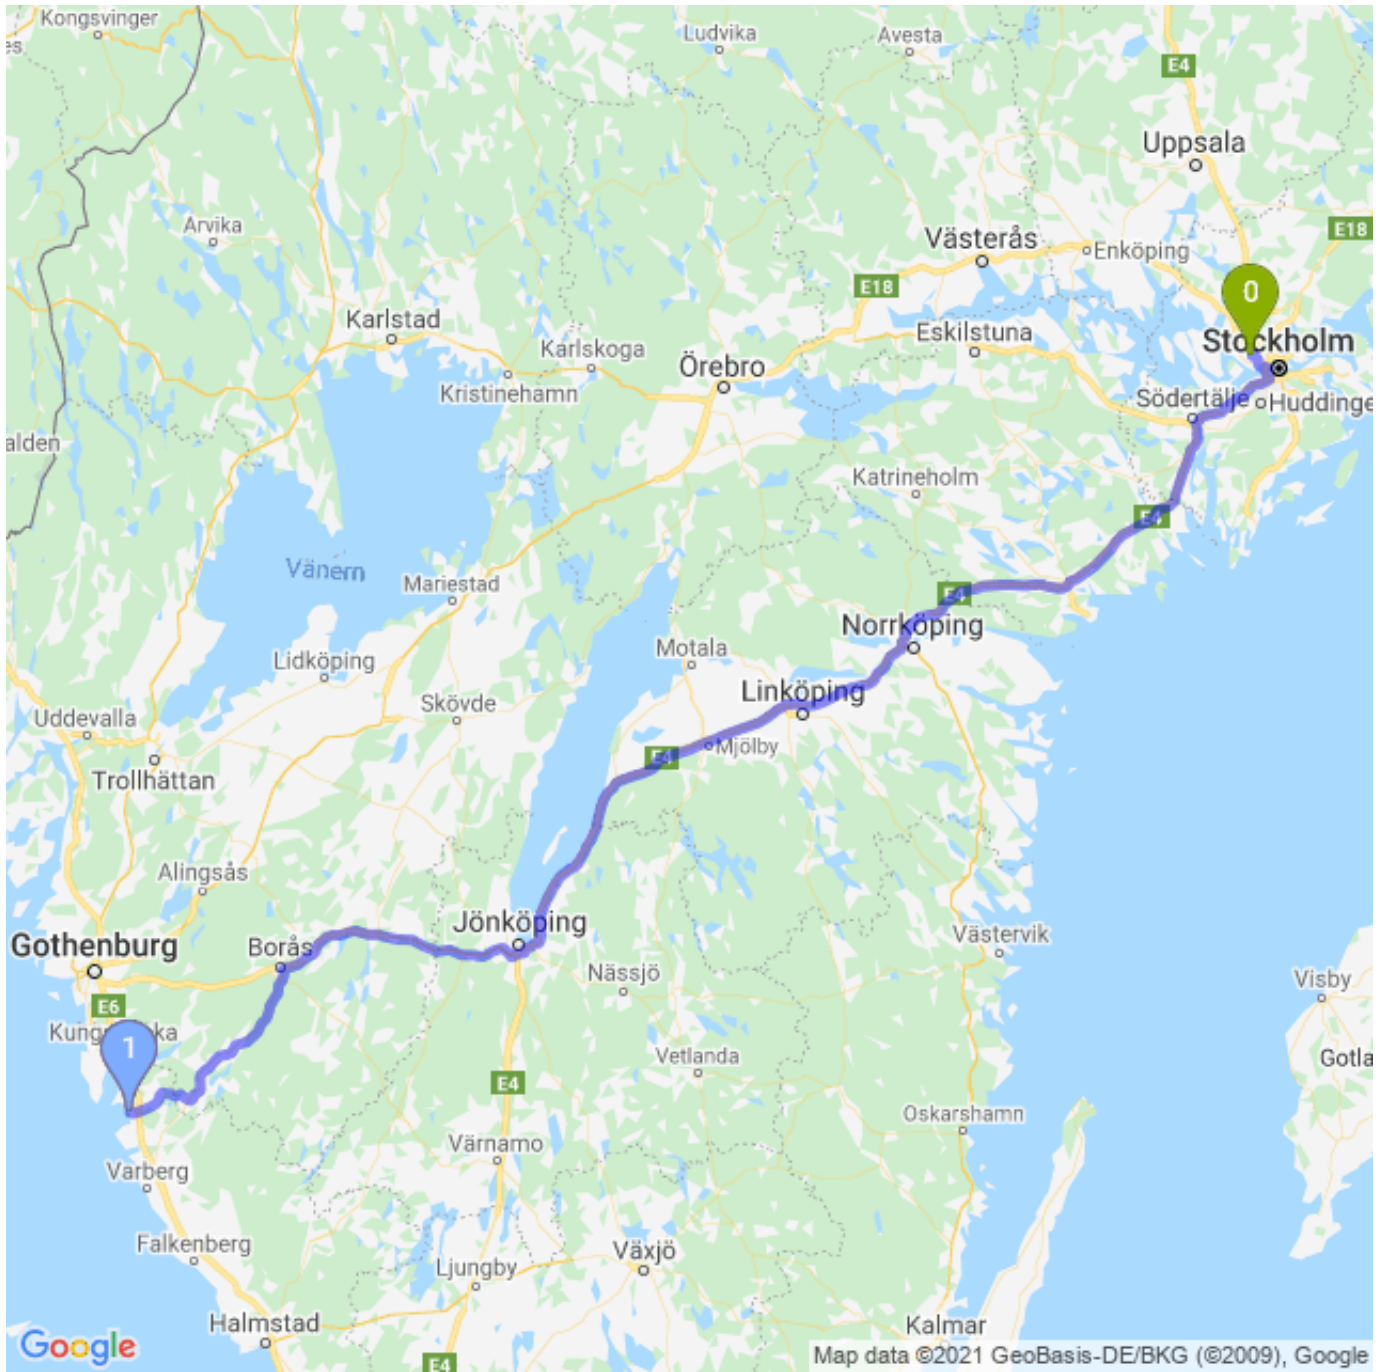 Kongsvinger
Ludvika
Avesta
es
E4
Uppsala
Arvika
E18
Västerås
Enköping
E18
0
Karlstad
Eskilstuna
Stockholm
Karlskoga
Örebro
Kristinehamn
Södertälje
Huddinge
alden
Katrineholm
E4
Vänern
Mariestad
E4
Norrköping
Motala
Lidköping
Linköping
Skövde
Uddevalla
Mjölby
E4
Trollhättan
Alingsås
Jönköping
Gothenburg
Borås
Västervik
Nässjö
Visby
E6
Kungs
ka
1
Vetlanda
Gotla
E4
Oskarshamn
Värnamo
Varberg
Falkenberg
Växjö
Ljungby
Halmstad
Kalmar
Google
E4
Map data ©2021 GeoBasis-DE/BKG (©2009), Google